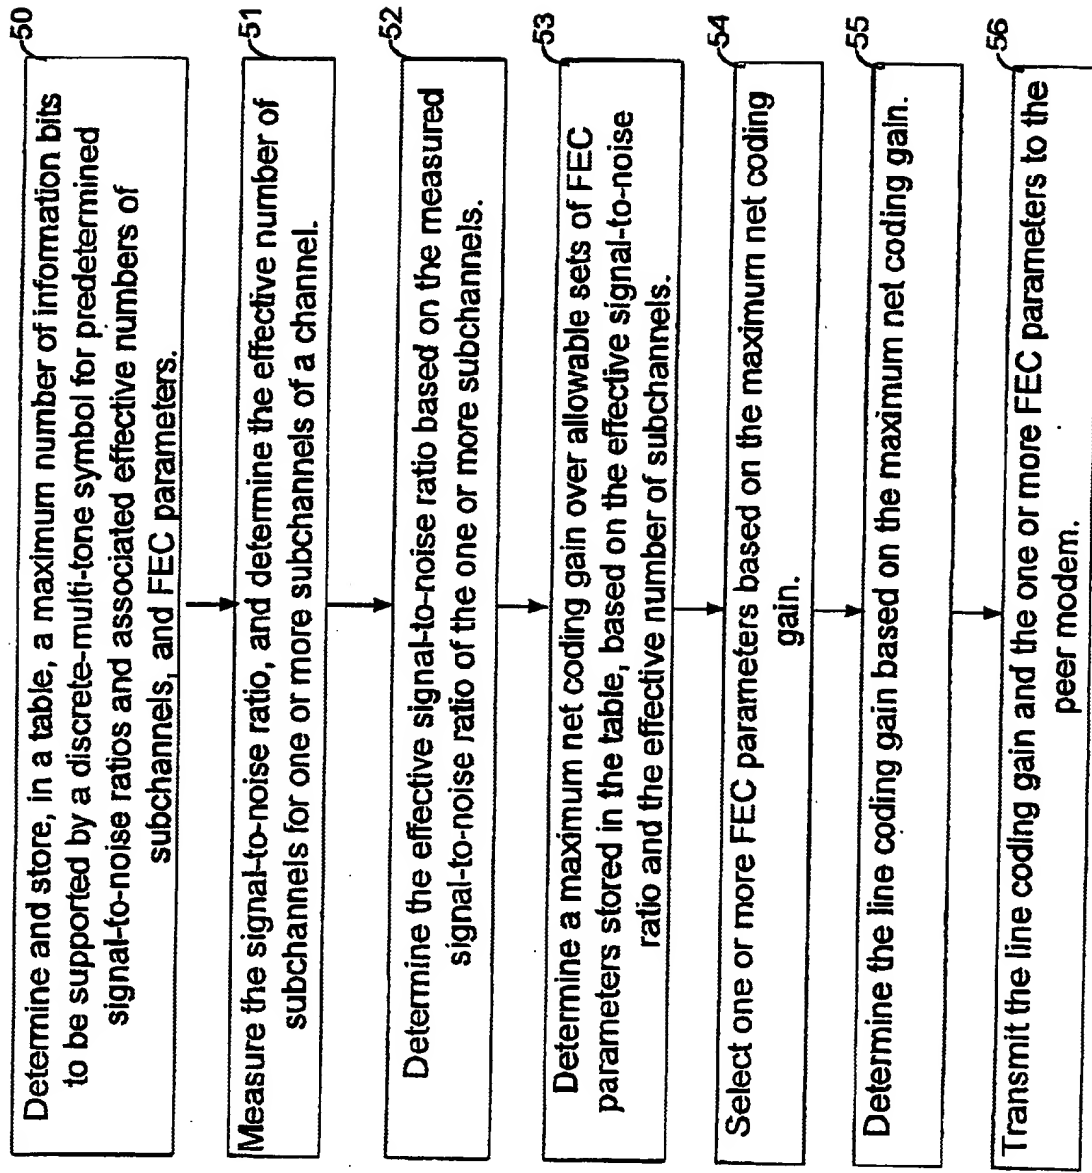 50
Determine and store, in a table, a maximum number of information bits
to be supported by a discrete-multi-tone symbol for predetermined
signal-to-noise ratios and associated effective numbers of
subchannels, and FEC parameters.
51
Measure the signal-to-noise ratio, and determine the effective number of
subchannels for one or more subchannels of a channel.
52
Determine the effective signal-to-noise ratio based on the measured
signal-to-noise ratio of the one or more subchannels.
53
Determine a maximum net coding gain over allowable sets of FEC
parameters stored in the table, based on the effective signal-to-noise
ratio and the effective number of subchannels.
54
Select one or more FEC parameters based on the maximum net coding
gain.
55
Determine the line coding gain based on the maximum net coding gain.
56
Transmit the line coding gain and the one or more FEC parameters to the
peer modem.